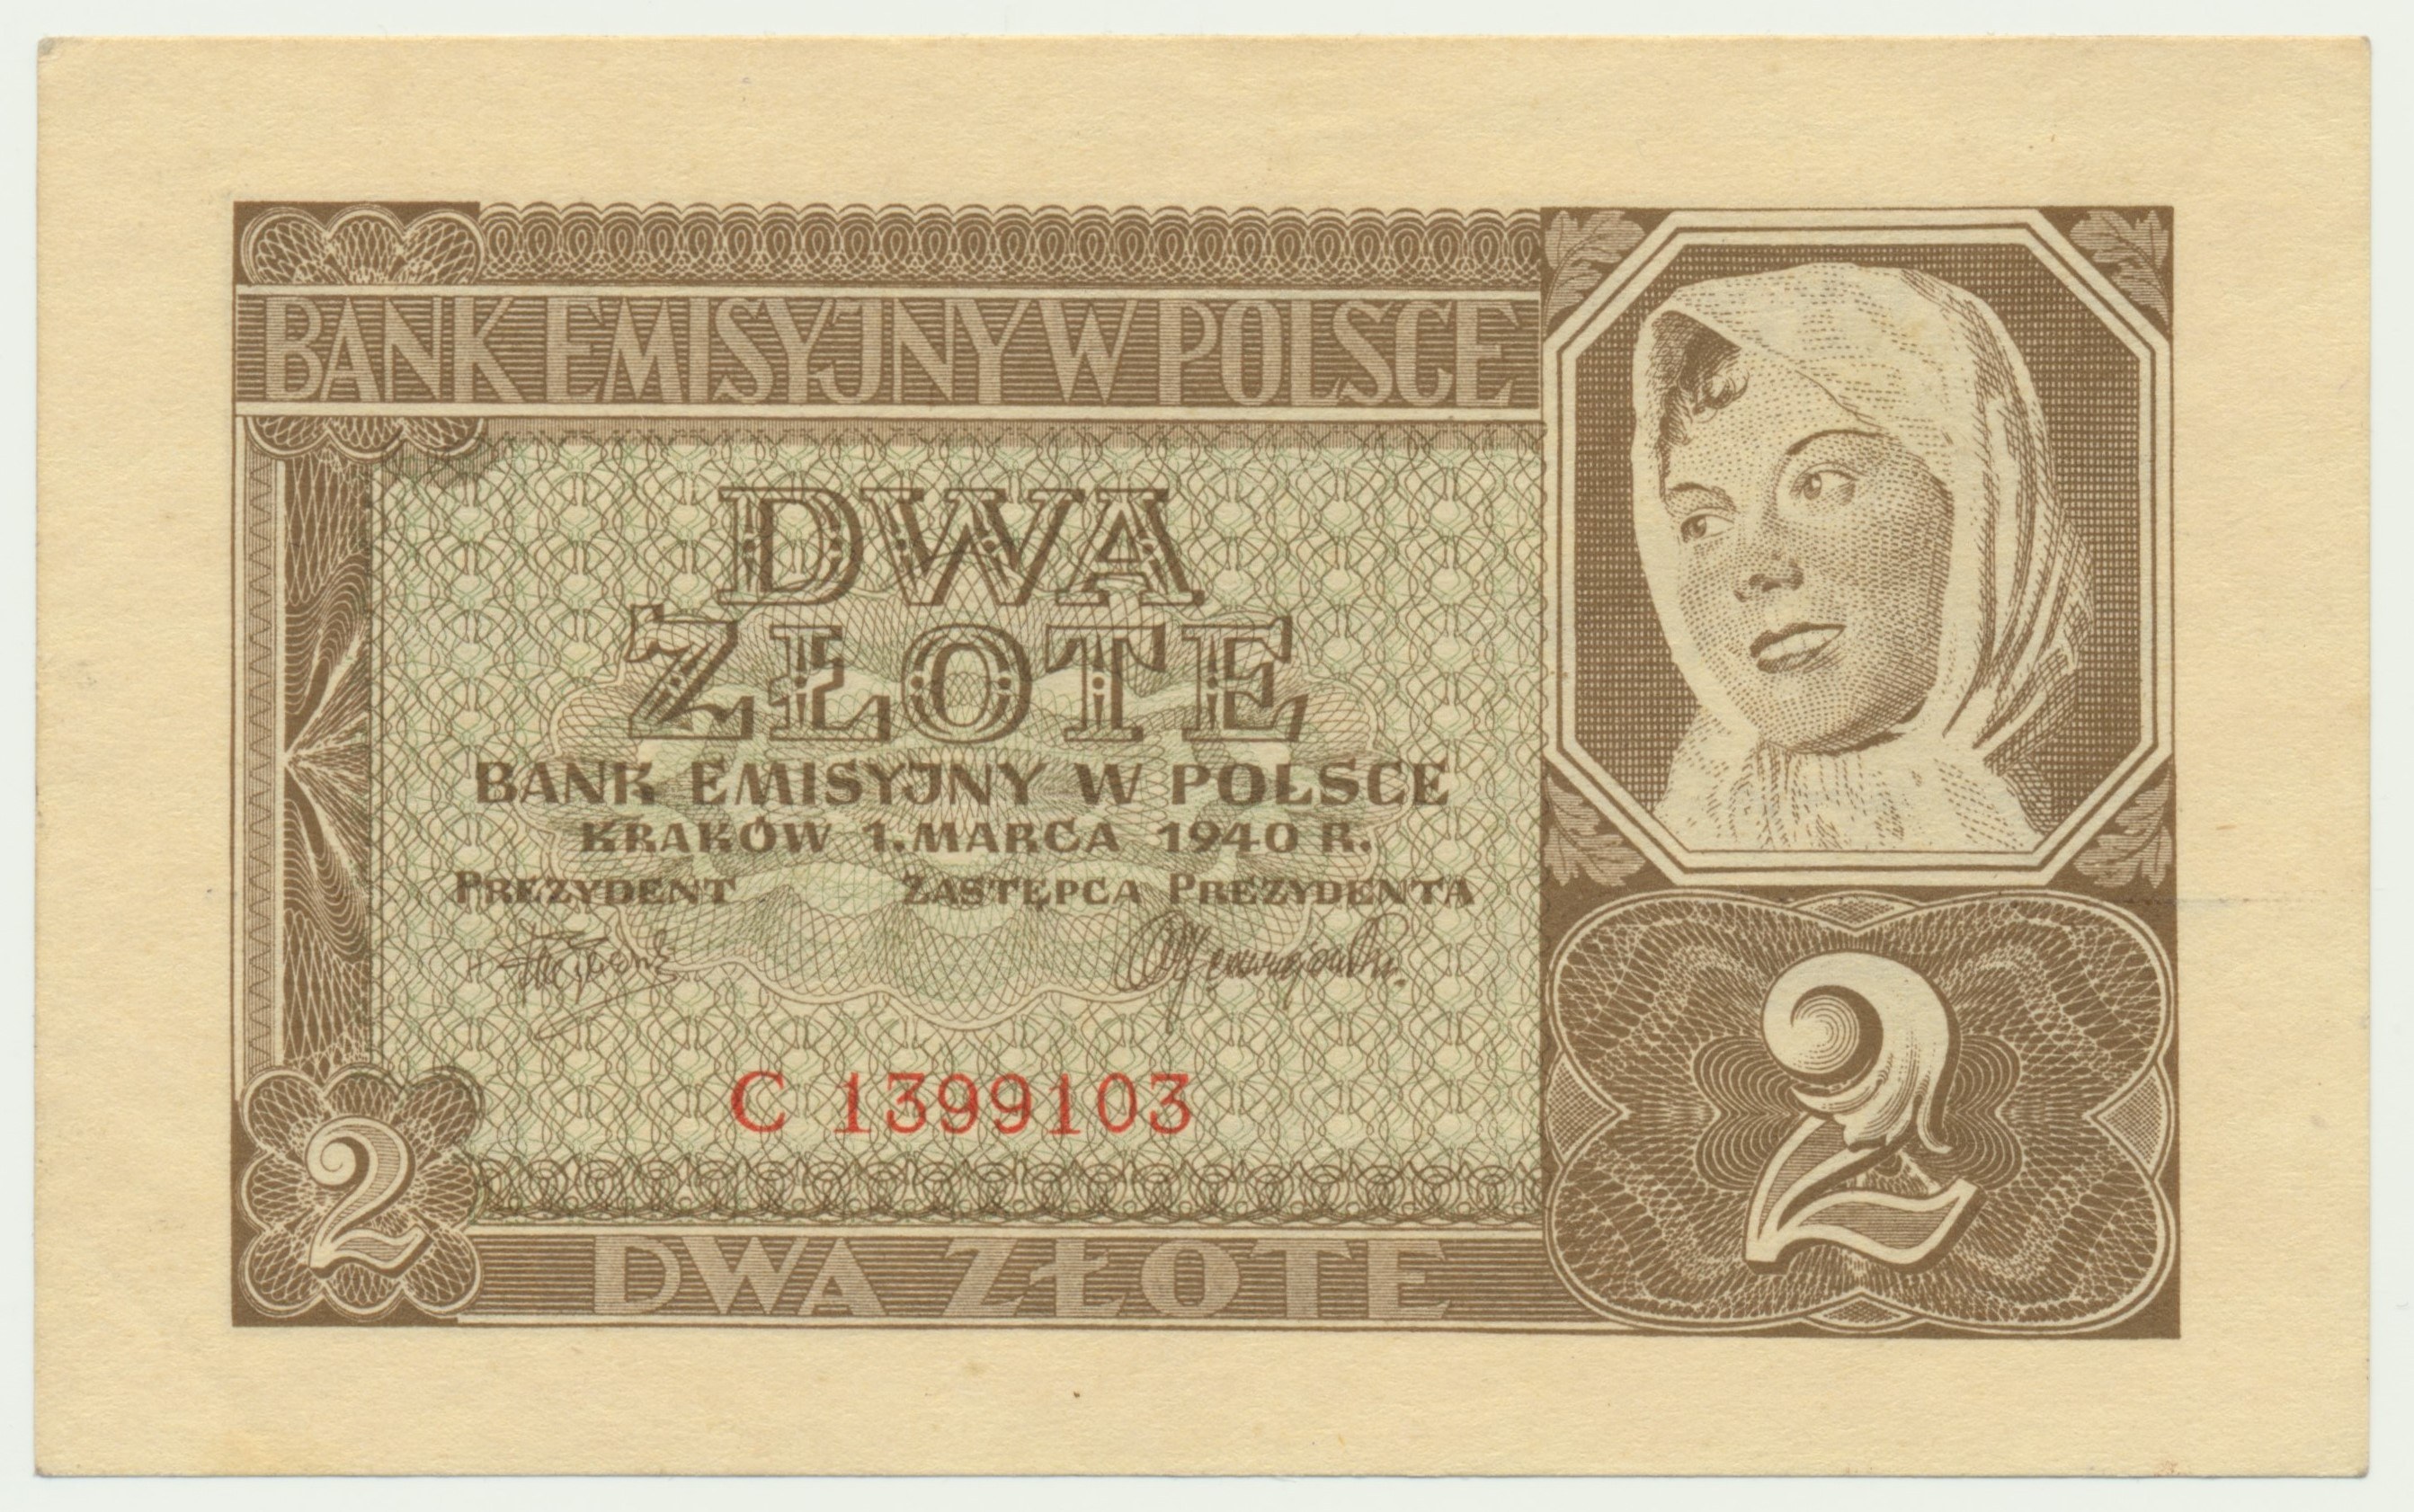 BANK EMISYJNY W POLSCE
DWA
ZŁOTE
BANK EMISYJNY W POLSCE
KRAKÓW 1. MARCA 1940 R.
PREZYDENT ZASTĘPCA PREZYDENTA
C 1399103
2
2
DWA ZŁOTE